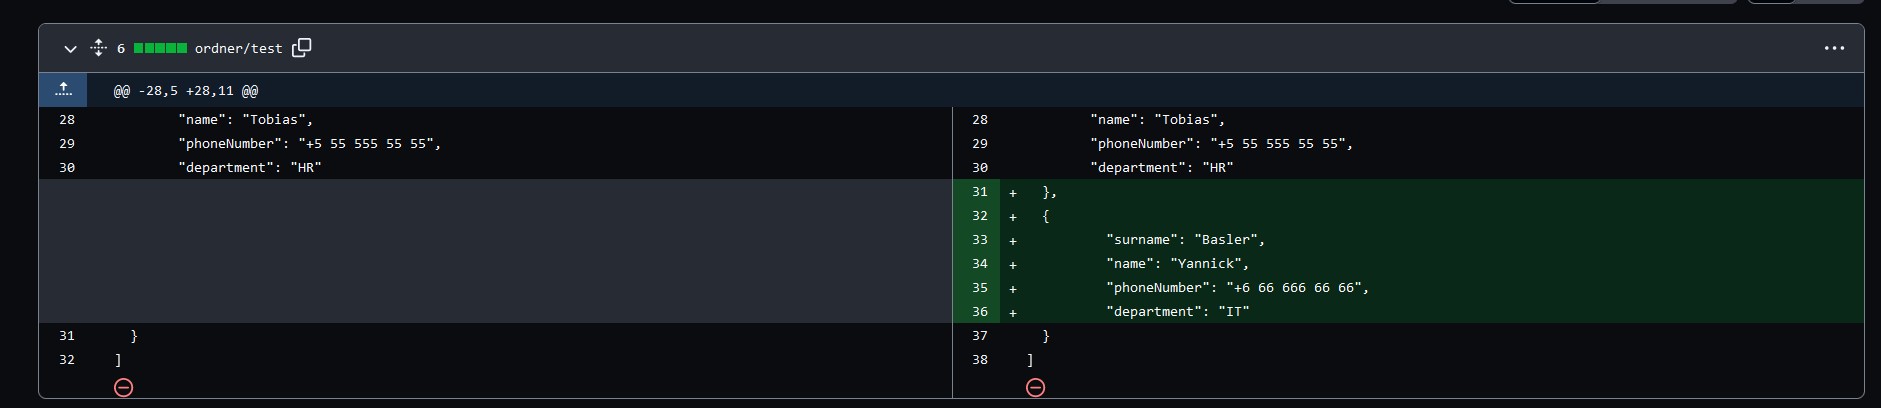 6 ordner/test
@@ -28,5 +28,11 @@
28 "name": "Tobias",
29 "phoneNumber": "+5 55 555 55 55",
30 "department": "HR"
31 }
32 ]
28 "name": "Tobias",
29 "phoneNumber": "+5 55 555 55 55",
30 "department": "HR"
31 + },
32 + {
33 + "surname": "Basler",
34 + "name": "Yannick",
35 + "phoneNumber": "+6 66 666 66 66",
36 + "department": "IT"
37 }
38 ]